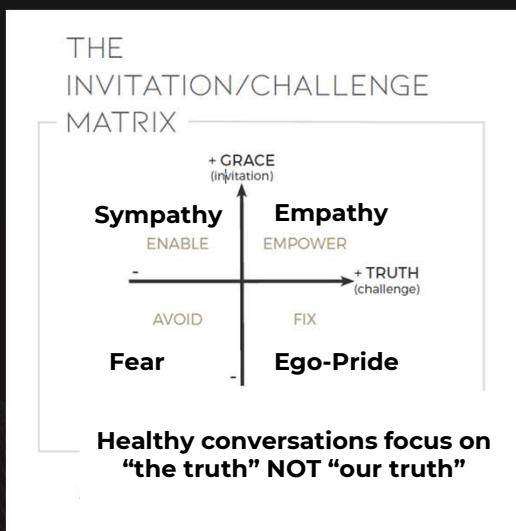 THE
INVITATION/CHALLENGE
MATRIX
+ GRACE
(invitation)
Sympathy Empathy
ENABLE EMPOWER
- + TRUTH
(challenge)
AVOID FIX
Fear Ego-Pride
-
Healthy conversations focus on
“the truth” NOT “our truth”